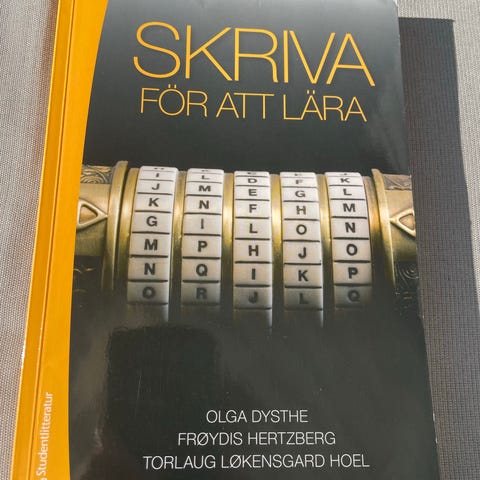 SKRIVA
FÖR ATT LÄRA
I
J
K
G
M
N
O
L
M
N
I
P
Q
R
D
E
F
L
H
I
J
F
G
H
O
J
K
L
K
L
M
N
O
P
Q
OLGA DYSTHE
FRØYDIS HERTZBERG
TORLAUG LØKENSGARD HOEL
Studentlitteratur